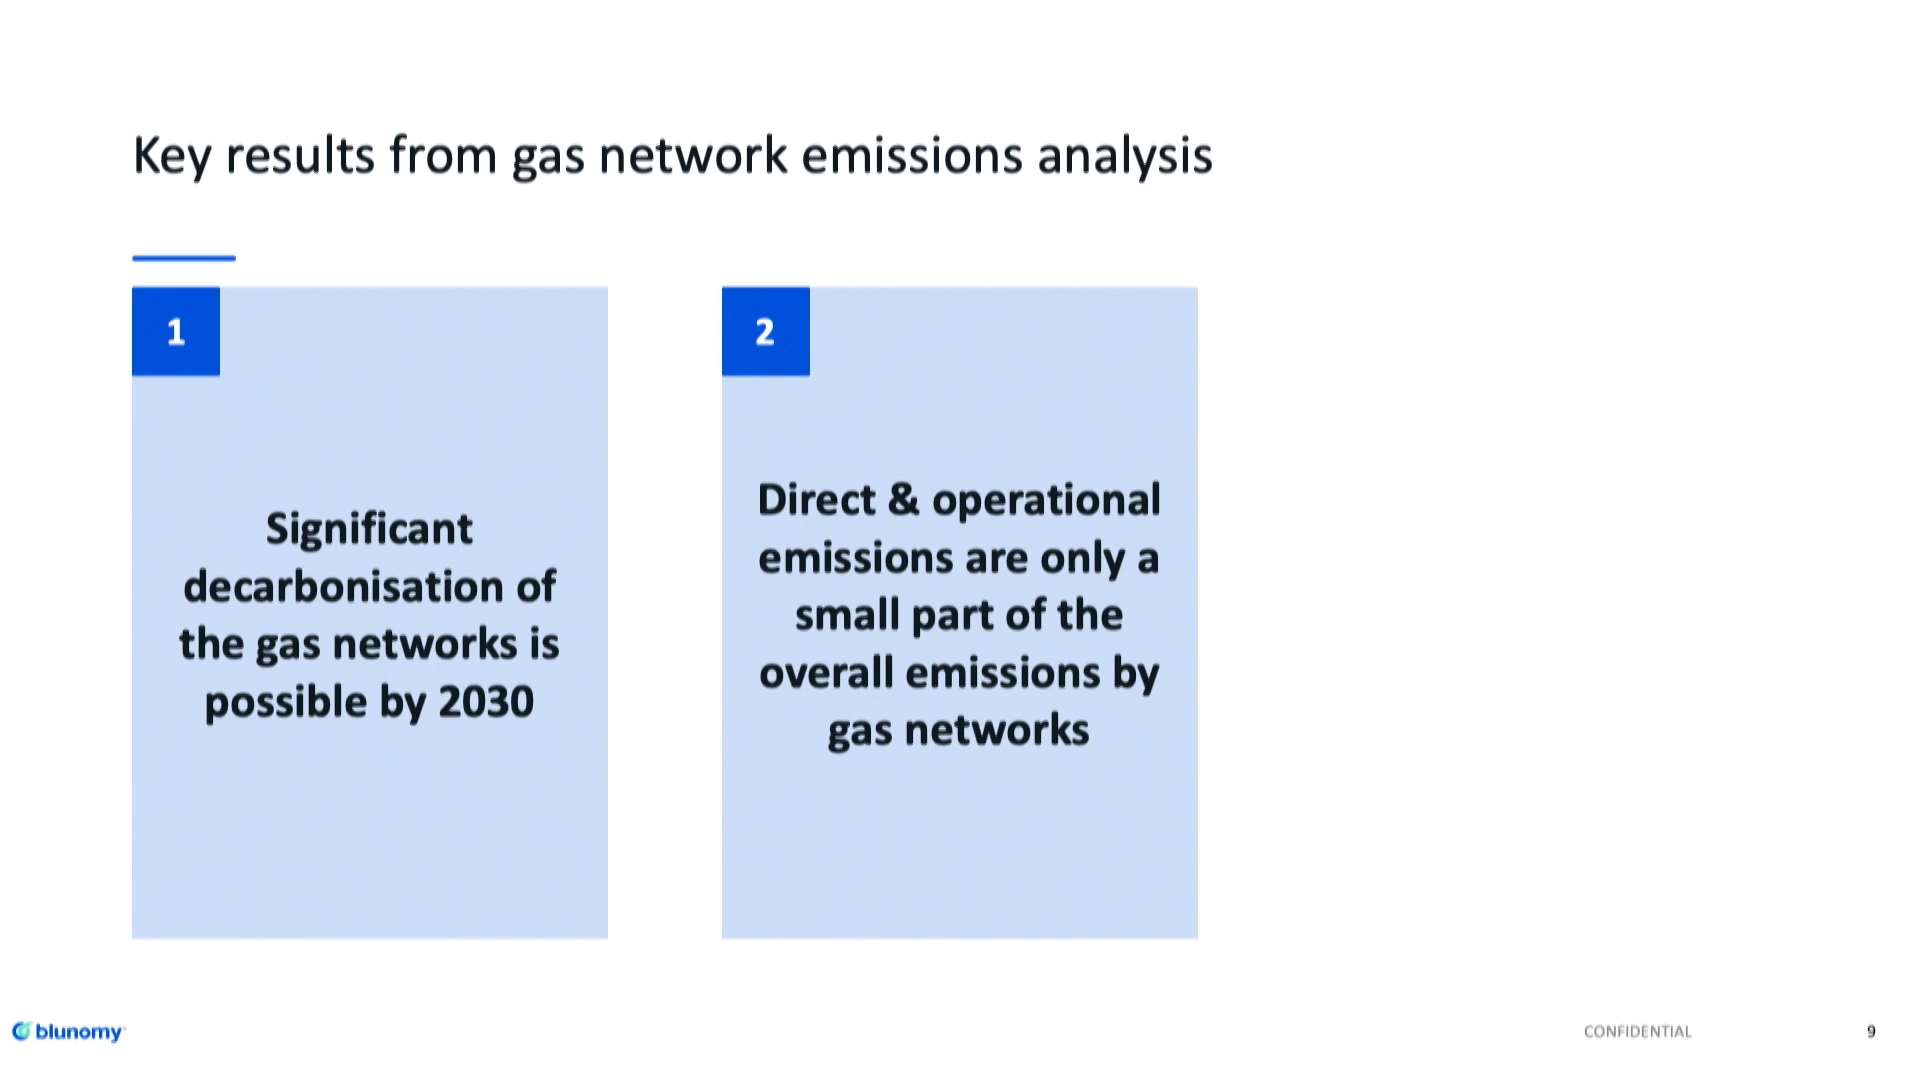 Key results from gas network emissions analysis
1
Significant
decarbonisation of
the gas networks is
possible by 2030
2
Direct & operational
emissions are only a
small part of the
overall emissions by
gas networks
blunomy
CONFIDENTIAL
9